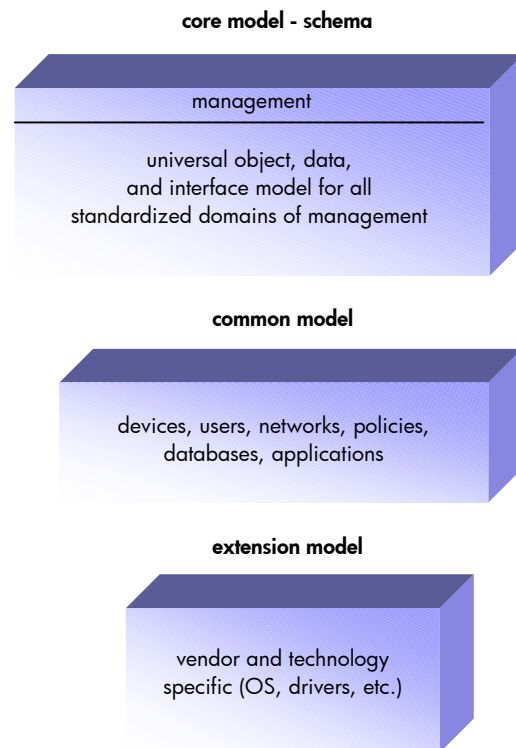 core model - schema
management
universal object, data,
and interface model for all
standardized domains of management
common model
devices, users, networks, policies,
databases, applications
extension model
vendor and technology
specific (OS, drivers, etc.)